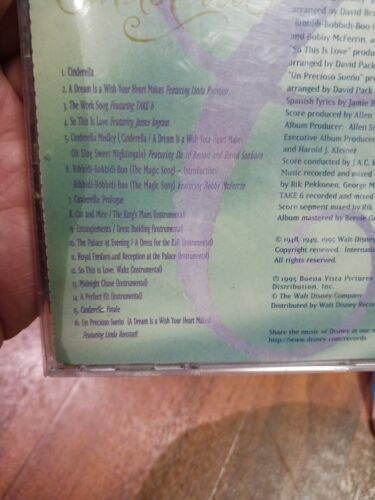 1. Cinderella
2. A Dream Is a Wish Your Heart Makes Featuring Linda Ronstadt
3. The Work Song Featuring TAKE 6
4. So This Is Love Featuring James Ingram
5. Cinderella Medley (Cinderella / A Dream Is a Wish Your Heart Makes
Oh Sing Sweet Nightingale) Featuring David Benoit and David Sanborn
6. Bibbidi-Bobbidi-Boo (The Magic Song) – Introduction
Bibbidi-Bobbidi-Boo (The Magic Song) Featuring Bobby McFerrin
7. Cinderella, Prologue
8. Gus and Mice / The King's Plans (Instrumental)
9. Entanglements / Dress Building (Instrumental)
10. The Palace at Evening / A Dress for the Ball (Instrumental)
11. Royal Fanfare and Reception at the Palace (Instrumental)
12. So This Is Love, Waltz (Instrumental)
13. Midnight Chase (Instrumental)
14. A Perfect Fit (Instrumental)
15. Cinderella, Finale
16. Un Precioso Sueño (A Dream Is a Wish Your Heart Makes)
Featuring Linda Ronstadt
arranged by David Be
Bibbidi-Bobbidi-Boo
and Bobby McFerrin,
"So This Is Love" produc
arranged by David Pack
"Un Precioso Sueño" pr
arranged by David Pack
Spanish lyrics by Jamie B
Score produced by Allen
Album Producer: Allen S
Executive Album Produce
and Harold J. Kleiner
Score conducted by J.A.C.
Music recorded and mixed
by Rik Pekkonen, George M
TAKE 6 recorded and mixed
Score segment mixed by Rik
Album mastered by Bernie G
© 1948, 1949, 1995 Walt Disney
Copyright renewed. Internati
All rights reserved.
℗ 1995 Buena Vista Pictures
Distribution, Inc.
© The Walt Disney Company
Distributed by Walt Disney Reco
Share the music of Disney at our
http://www.disney.com/records